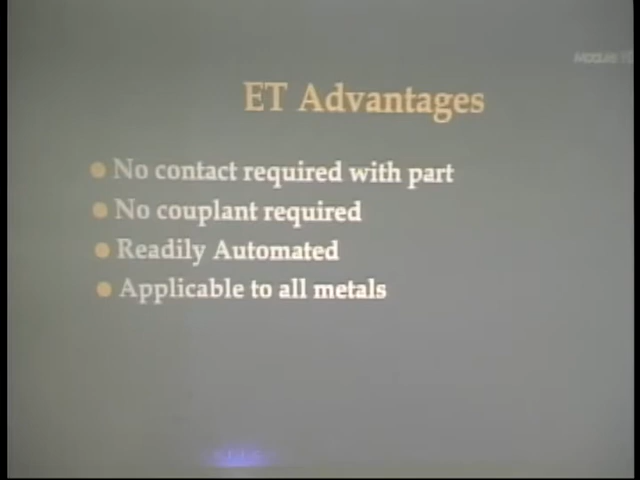 ET Advantages
No contact required with part
No couplant required
Readily Automated
Applicable to all metals